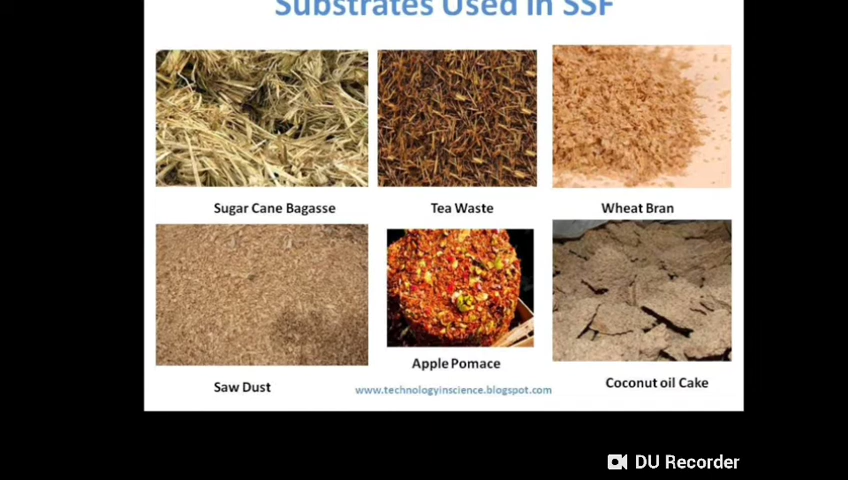 Substrates Used in SSF
Sugar Cane Bagasse
Tea Waste
Wheat Bran
Saw Dust
Apple Pomace
Coconut oil Cake
www.technologyinscience.blogspot.com
DU Recorder